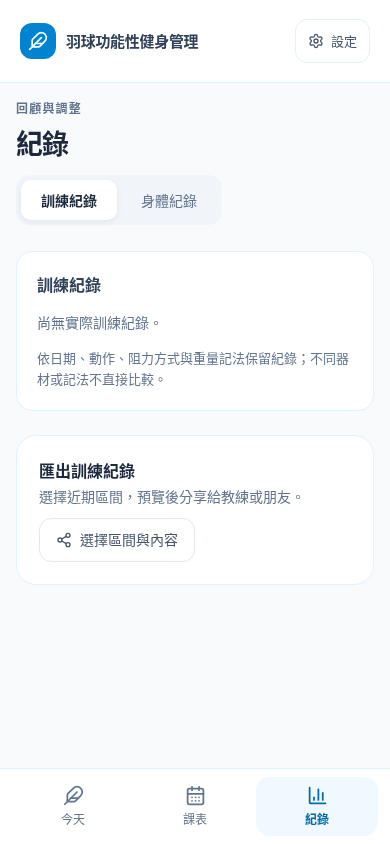 羽球功能性健身管理
設定
回顧與調整
紀錄
訓練紀錄
身體紀錄
訓練紀錄
尚無實際訓練紀錄。
依日期、動作、阻力方式與重量記法保留紀錄；不同器
材或記法不直接比較。
匯出訓練紀錄
選擇近期區間，預覽後分享給教練或朋友。
選擇區間與內容
今天
課表
紀錄